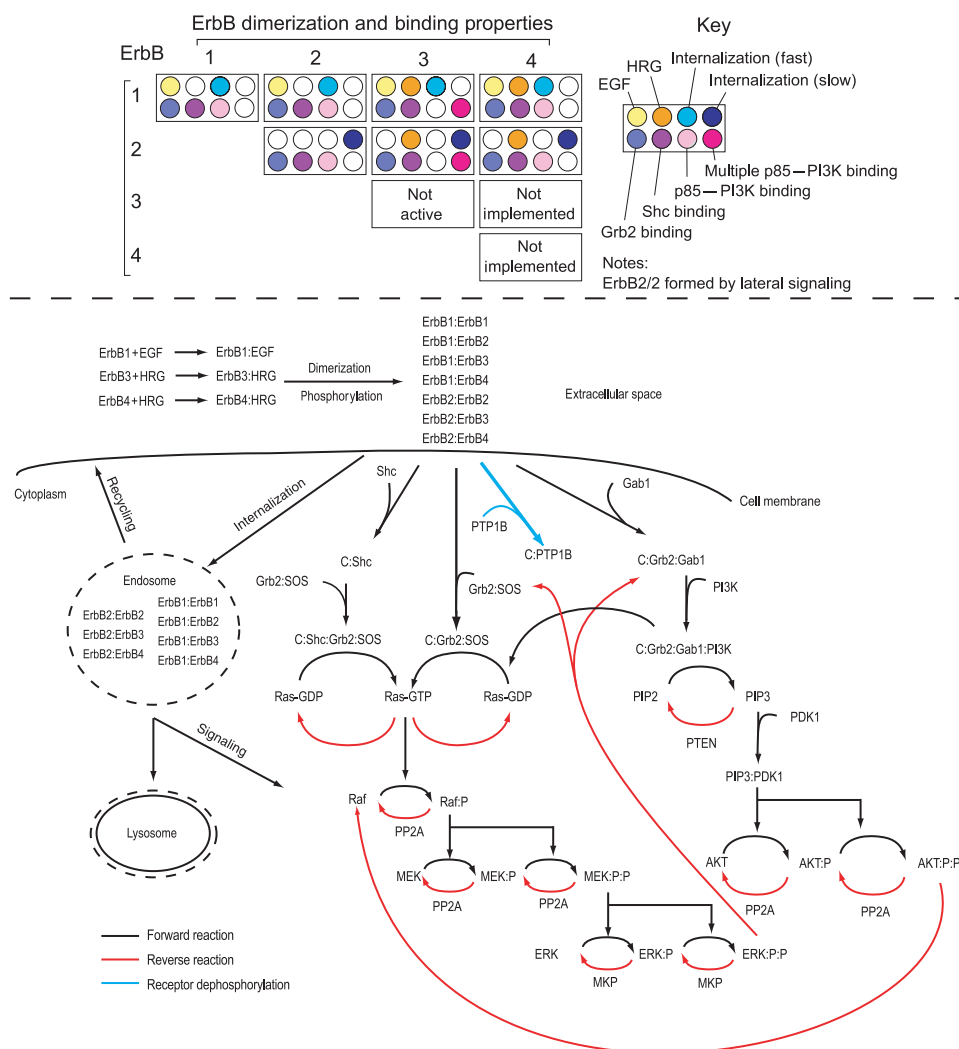 ErbB dimerization and binding properties
ErbB
1
2
3
4
1
2
3
4
Not
active
Not
implemented
Not
implemented
Key
Internalization (fast)
HRG
Internalization (slow)
EGF
Multiple p85—PI3K binding
p85—PI3K binding
Shc binding
Grb2 binding
Notes:
ErbB2/2 formed by lateral signaling
ErbB1+EGF
ErbB1:EGF
ErbB3+HRG
ErbB3:HRG
ErbB4+HRG
ErbB4:HRG
Dimerization
Phosphorylation
ErbB1:ErbB1
ErbB1:ErbB2
ErbB1:ErbB3
ErbB1:ErbB4
ErbB2:ErbB2
ErbB2:ErbB3
ErbB2:ErbB4
Extracellular space
Cytoplasm
Cell membrane
Recycling
Internalization
Shc
PTP1B
C:PTP1B
Gab1
Endosome
ErbB2:ErbB2
ErbB2:ErbB3
ErbB2:ErbB4
ErbB1:ErbB1
ErbB1:ErbB2
ErbB1:ErbB3
ErbB1:ErbB4
C:Shc
Grb2:SOS
Grb2:SOS
C:Grb2:Gab1
PI3K
C:Shc:Grb2:SOS
C:Grb2:SOS
C:Grb2:Gab1:PI3K
Ras-GDP
Ras-GTP
Ras-GDP
PIP2
PIP3
PTEN
PDK1
PIP3:PDK1
Signaling
Lysosome
Raf
Raf:P
PP2A
MEK
MEK:P
MEK:P:P
PP2A
PP2A
AKT
AKT:P
AKT:P:P
PP2A
PP2A
ERK
ERK:P
ERK:P:P
MKP
MKP
Forward reaction
Reverse reaction
Receptor dephosphorylation